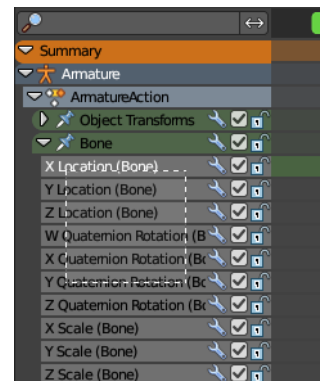 Summary
Armature
ArmatureAction
Object Transforms
Bone
X Location (Bone)
Y Location (Bone)
Z Location (Bone)
W Quaternion Rotation (B
X Quaternion Rotation (Bo
Y Quaternion Rotation (Bo
Z Quaternion Rotation (Bo
X Scale (Bone)
Y Scale (Bone)
Z Scale (Bone)